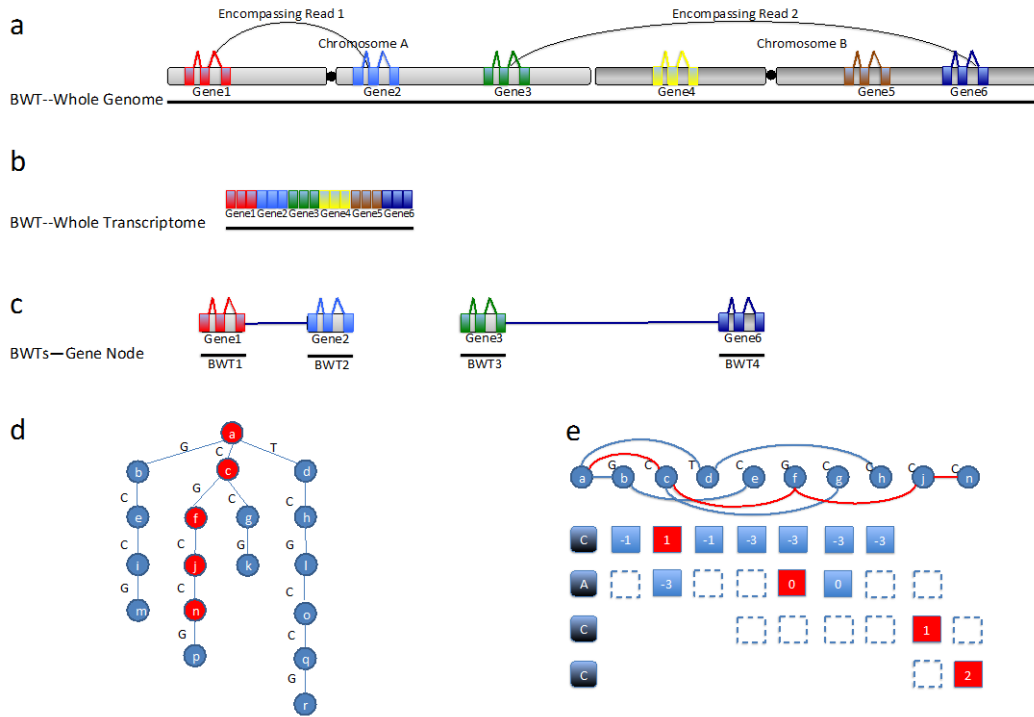 a
Encompassing Read 1
Encompassing Read 2
Chromosome A
Chromosome B
Gene1
Gene2
Gene3
Gene4
Gene5
Gene6
BWT--Whole Genome
b
Gene1 Gene2 Gene3 Gene4 Gene5 Gene6
BWT--Whole Transcriptome
c
Gene1
Gene2
Gene3
Gene6
BWTs—Gene Node
BWT1
BWT2
BWT3
BWT4
d
a
G C T
b c d
C G C C
e f g h
C C G G
i j k l
G C C
m n o
G C
p q
G
r
e
G C T C G C C C C
a b c d e f g h j n
C -1 1 -1 -3 -3 -3 -3
A -3 0 0
C 1
C 2